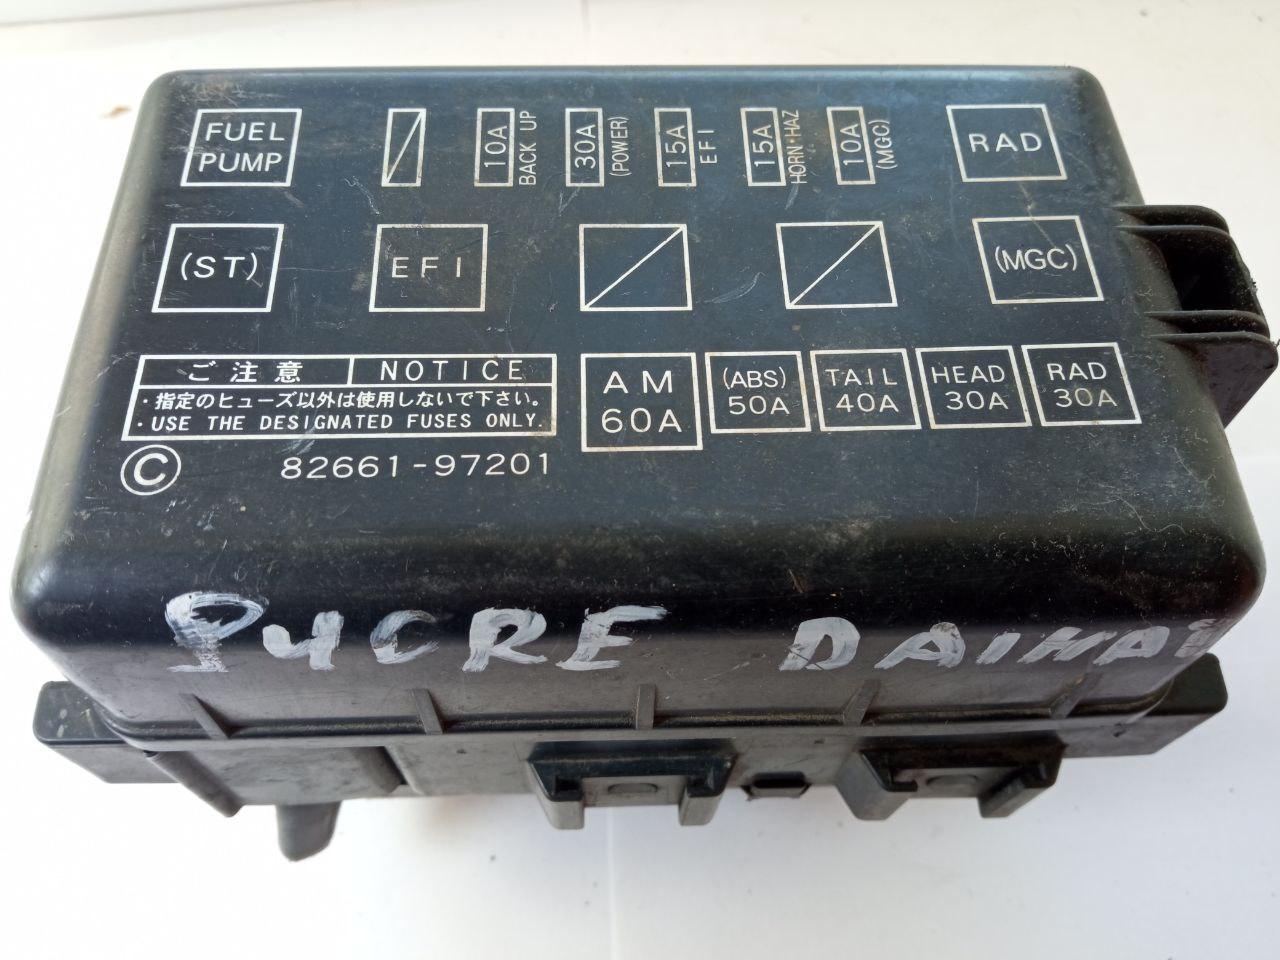 FUEL
PUMP
10A
BACK UP
30A
(POWER)
15A
EFI
15A
HORN・HAZ
10A
(MGC)
RAD
(ST)
EFI
(MGC)
ご注意 NOTICE
・指定のヒューズ以外は使用しないで下さい。
・USE THE DESIGNATED FUSES ONLY.
AM
60A
(ABS)
50A
TAIL
40A
HEAD
30A
RAD
30A
© 82661-97201
PYCRE DAIHAI